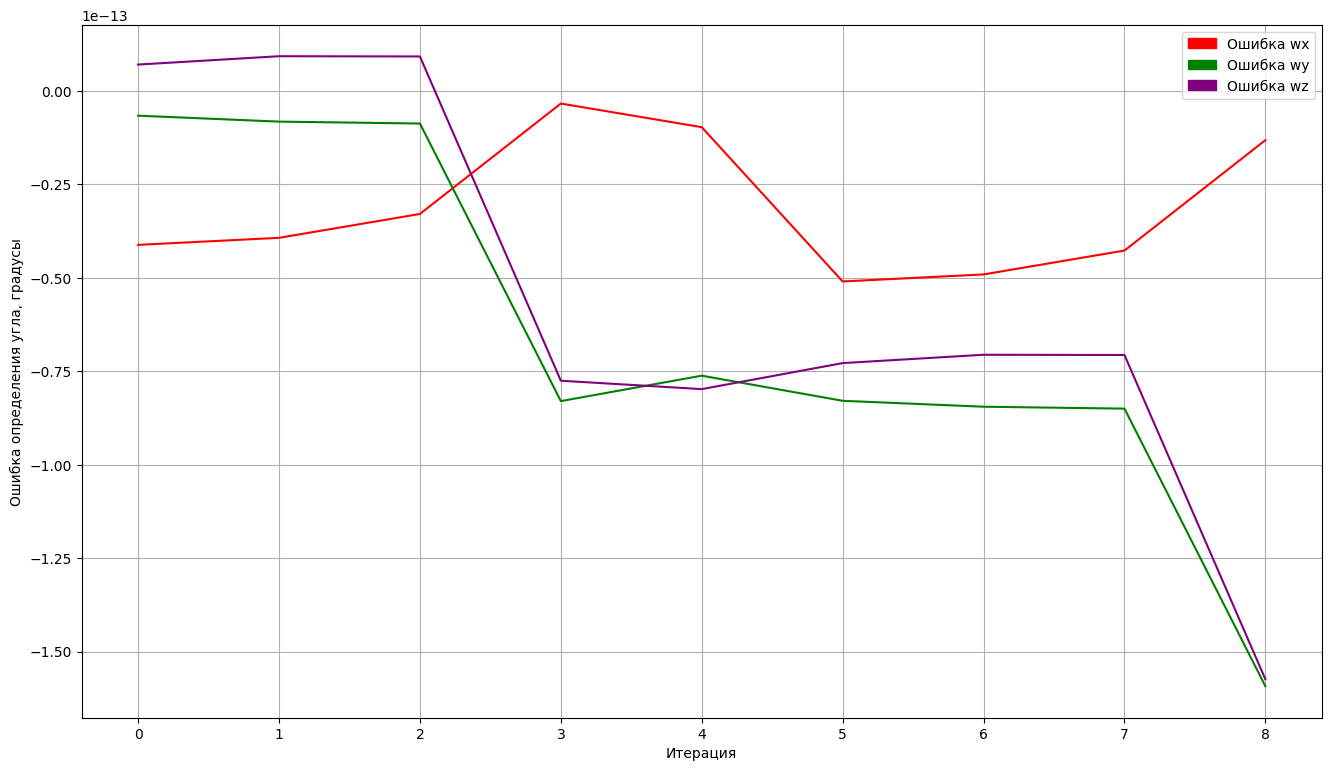 1e−13
Ошибка wx
Ошибка wy
Ошибка wz
0.00
−0.25
−0.50
−0.75
−1.00
−1.25
−1.50
Ошибка определения угла, градусы
0 1 2 3 4 5 6 7 8
Итерация